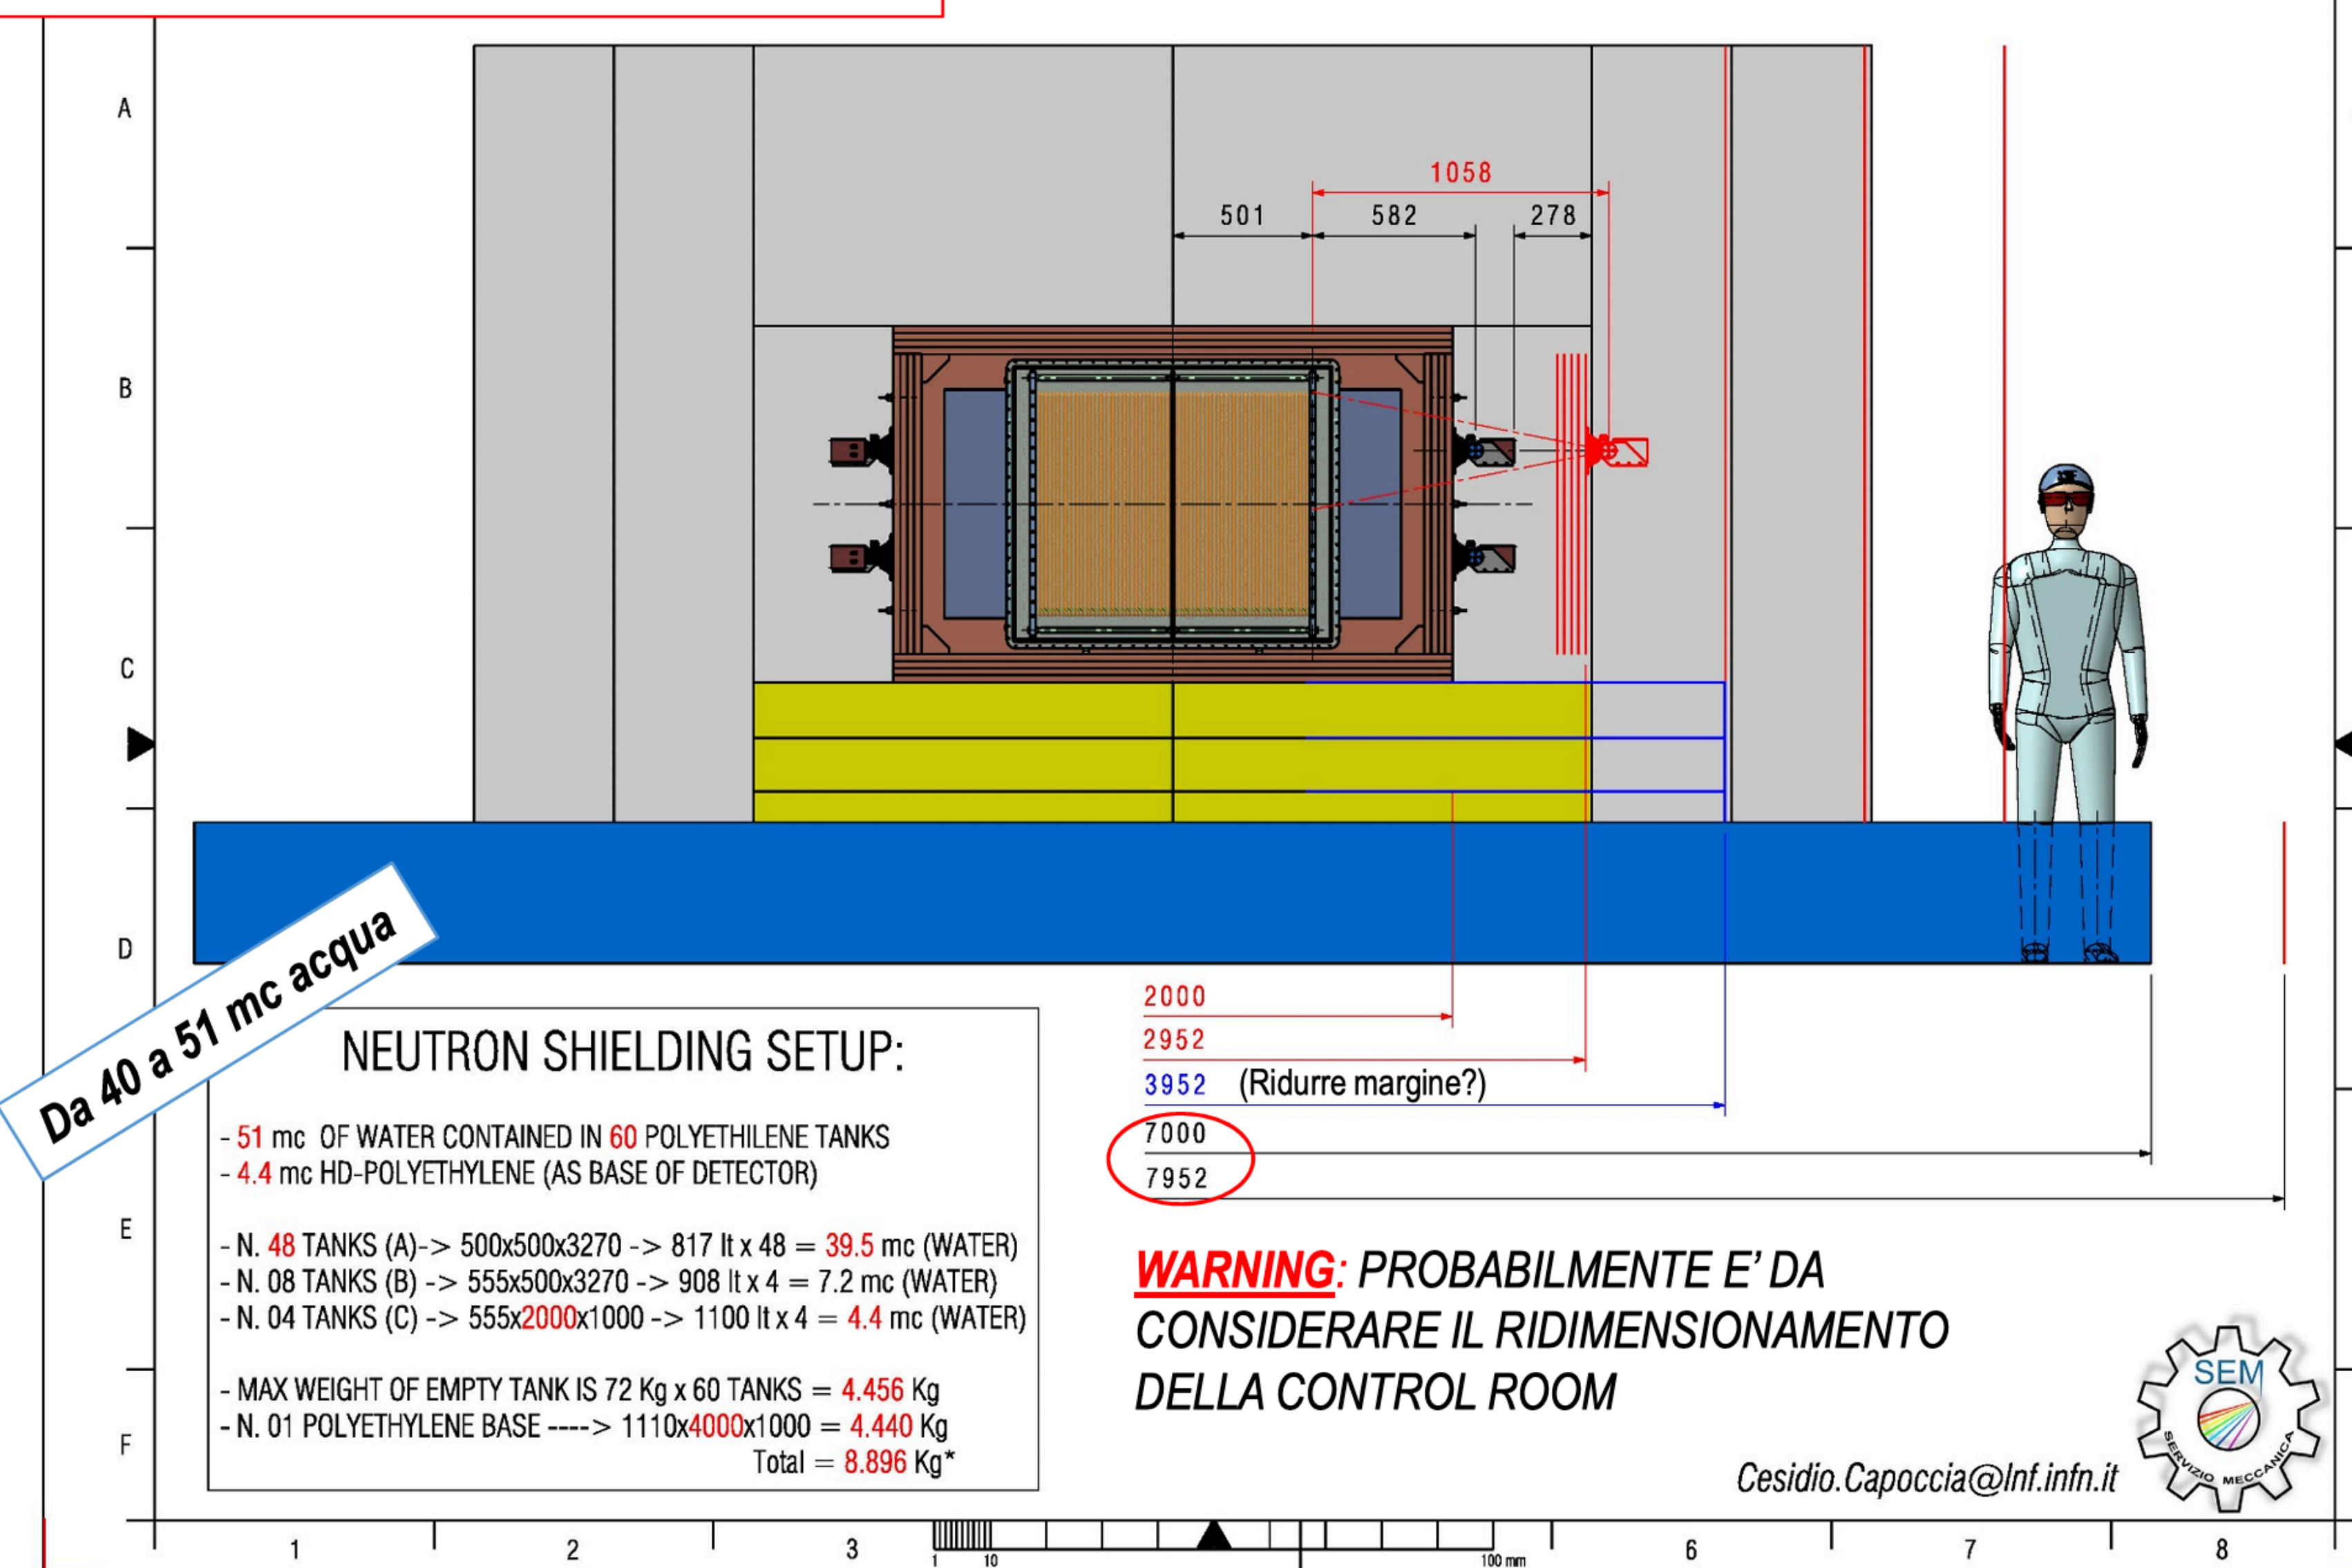 A
B
C
D
E
F
1058
501
582
278
Da 40 a 51 mc acqua
2000
2952
3952 (Ridurre margine?)
7000
7952
NEUTRON SHIELDING SETUP:
- 51 mc OF WATER CONTAINED IN 60 POLYETHILENE TANKS
- 4.4 mc HD-POLYETHYLENE (AS BASE OF DETECTOR)
- N. 48 TANKS (A)-> 500x500x3270 -> 817 lt x 48 = 39.5 mc (WATER)
- N. 08 TANKS (B) -> 555x500x3270 -> 908 lt x 4 = 7.2 mc (WATER)
- N. 04 TANKS (C) -> 555x2000x1000 -> 1100 lt x 4 = 4.4 mc (WATER)
- MAX WEIGHT OF EMPTY TANK IS 72 Kg x 60 TANKS = 4.456 Kg
- N. 01 POLYETHYLENE BASE ----> 1110x4000x1000 = 4.440 Kg
Total = 8.896 Kg*
WARNING: PROBABILMENTE E' DA
CONSIDERARE IL RIDIMENSIONAMENTO
DELLA CONTROL ROOM
Cesidio.Capoccia@lnf.infn.it
SEM
SERVIZIO MECCANICA
1 2 3 6 7 8
1 10 100 mm